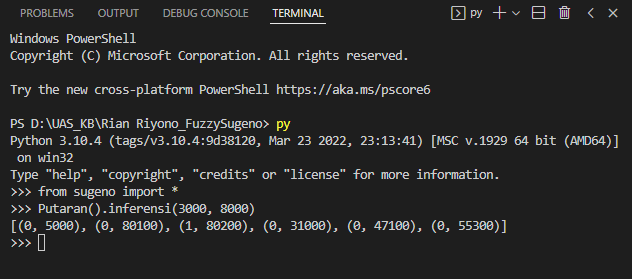 PROBLEMS OUTPUT DEBUG CONSOLE TERMINAL py
Windows PowerShell
Copyright (C) Microsoft Corporation. All rights reserved.
Try the new cross-platform PowerShell https://aka.ms/pscore6
PS D:\UAS_KB\Rian Riyono_FuzzySugeno> py
Python 3.10.4 (tags/v3.10.4:9d38120, Mar 23 2022, 23:13:41) [MSC v.1929 64 bit (AMD64)]
on win32
Type "help", "copyright", "credits" or "license" for more information.
>>> from sugeno import *
>>> Putaran().inferensi(3000, 8000)
[(0, 5000), (0, 80100), (1, 80200), (0, 31000), (0, 47100), (0, 55300)]
>>>